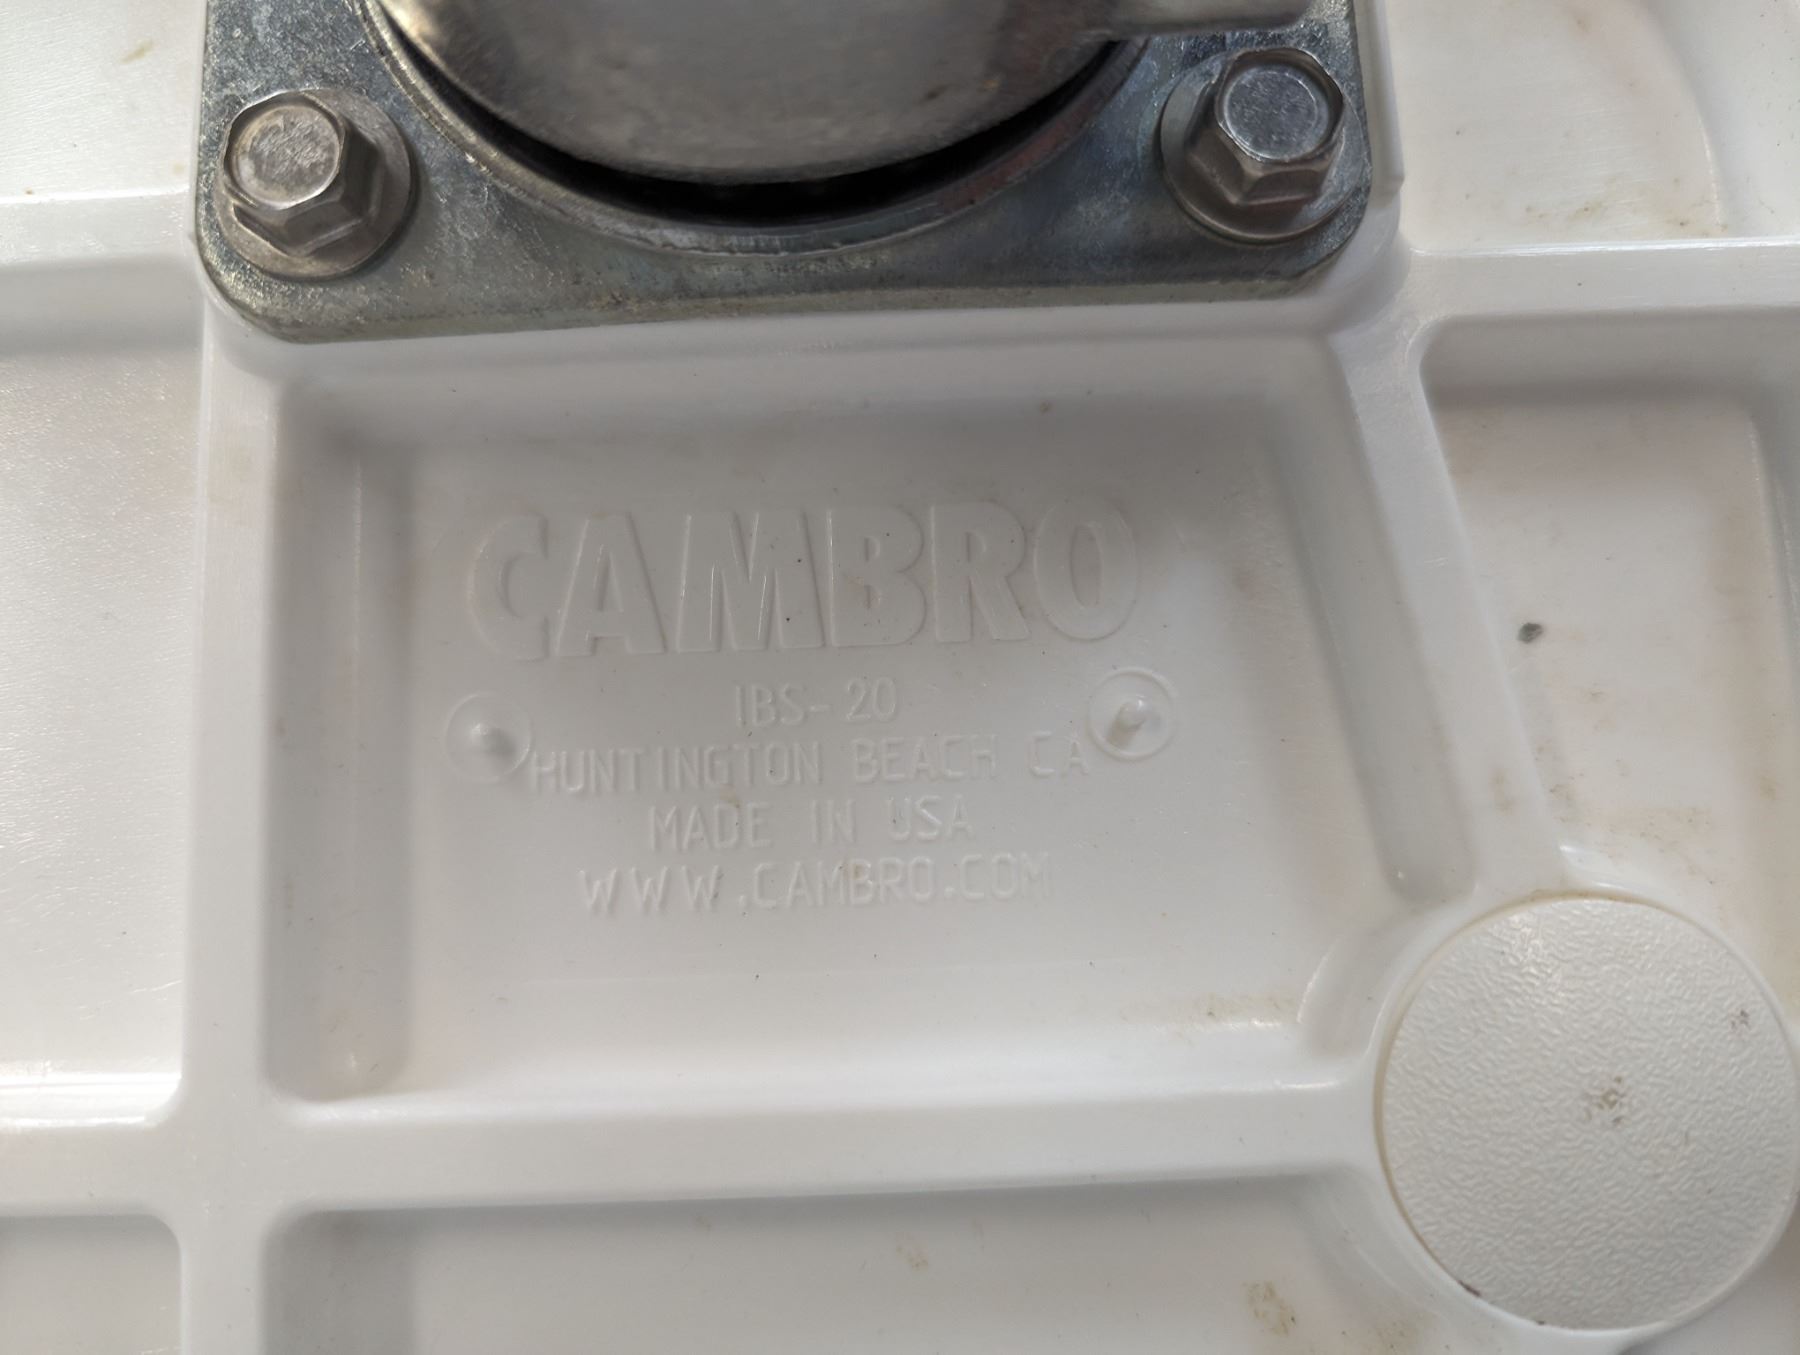 CAMBRO
IBS-20
HUNTINGTON BEACH CA
MADE IN USA
WWW.CAMBRO.COM